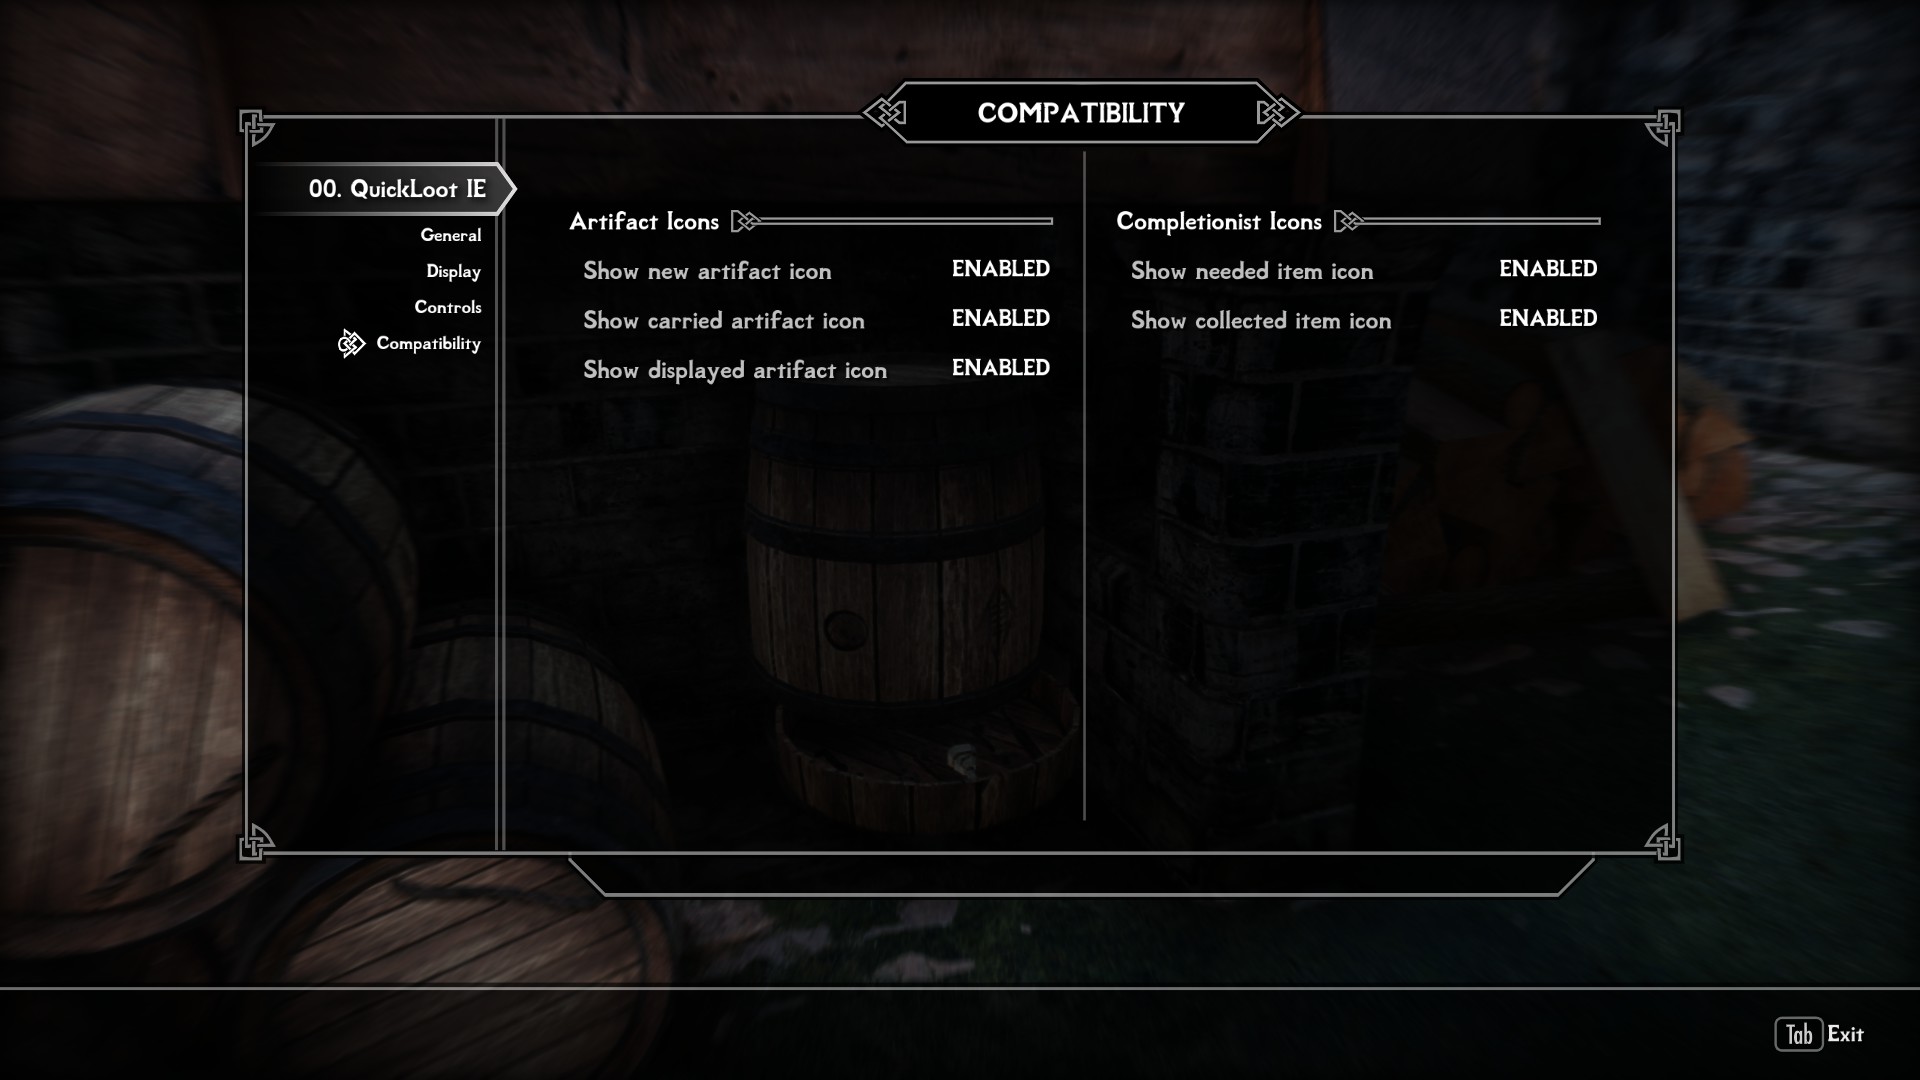 COMPATIBILITY
00. QuickLoot IE
General
Display
Controls
Compatibility
Artifact Icons
Show new artifact icon ENABLED
Show carried artifact icon ENABLED
Show displayed artifact icon ENABLED
Completionist Icons
Show needed item icon ENABLED
Show collected item icon ENABLED
Tab Exit